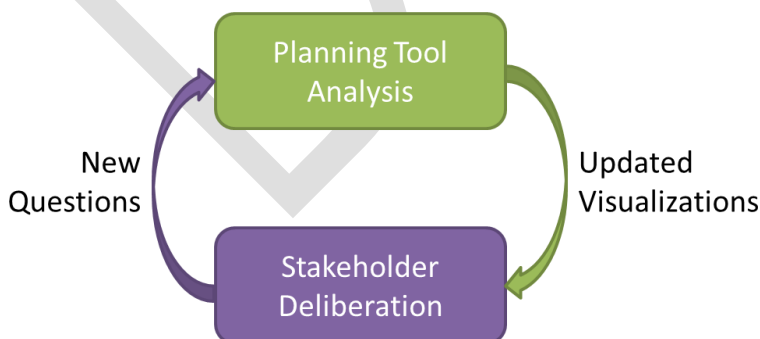 Planning Tool
Analysis
New
Questions
Updated
Visualizations
Stakeholder
Deliberation